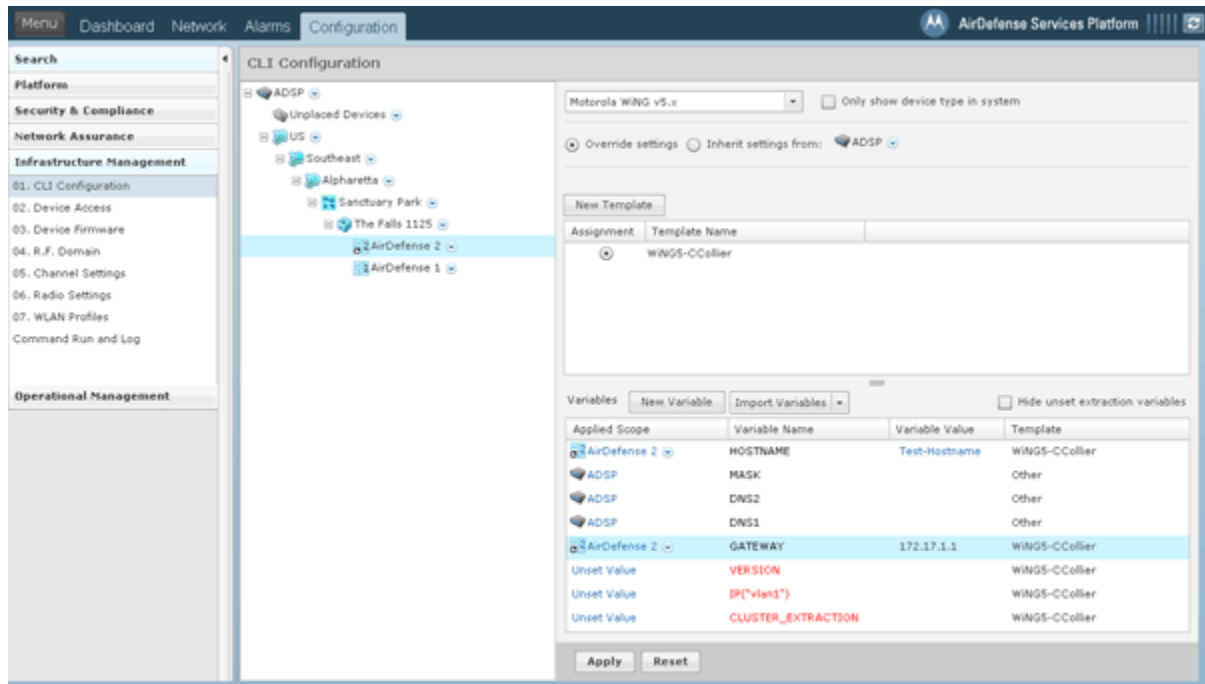 Menu Dashboard Network Alarms Configuration AirDefense Services Platform
Search
Platform
Security & Compliance
Network Assurance
Infrastructure Management
01. CLI Configuration
02. Device Access
03. Device Firmware
04. R.F. Domain
05. Channel Settings
06. Radio Settings
07. WLAN Profiles
Command Run and Log
Operational Management
CLI Configuration
ADSP
Unplaced Devices
US
Southeast
Alpharetta
Sanctuary Park
The Falls 1125
AirDefense 2
AirDefense 1
Motorola WiNG v5.x Only show device type in system
Override settings Inherit settings from: ADSP
New Template
Assignment Template Name
WiNG5-CCollier
Variables New Variable Import Variables Hide unset extraction variables
Applied Scope Variable Name Variable Value Template
AirDefense 2 HOSTNAME Test-Hostname WiNG5-CCollier
ADSP MASK Other
ADSP DNS2 Other
ADSP DNS1 Other
AirDefense 2 GATEWAY 172.17.1.1 WiNG5-CCollier
Unset Value VERSION WiNG5-CCollier
Unset Value IP{"vlan1"} WiNG5-CCollier
Unset Value CLUSTER_EXTRACTION WiNG5-CCollier
Apply Reset